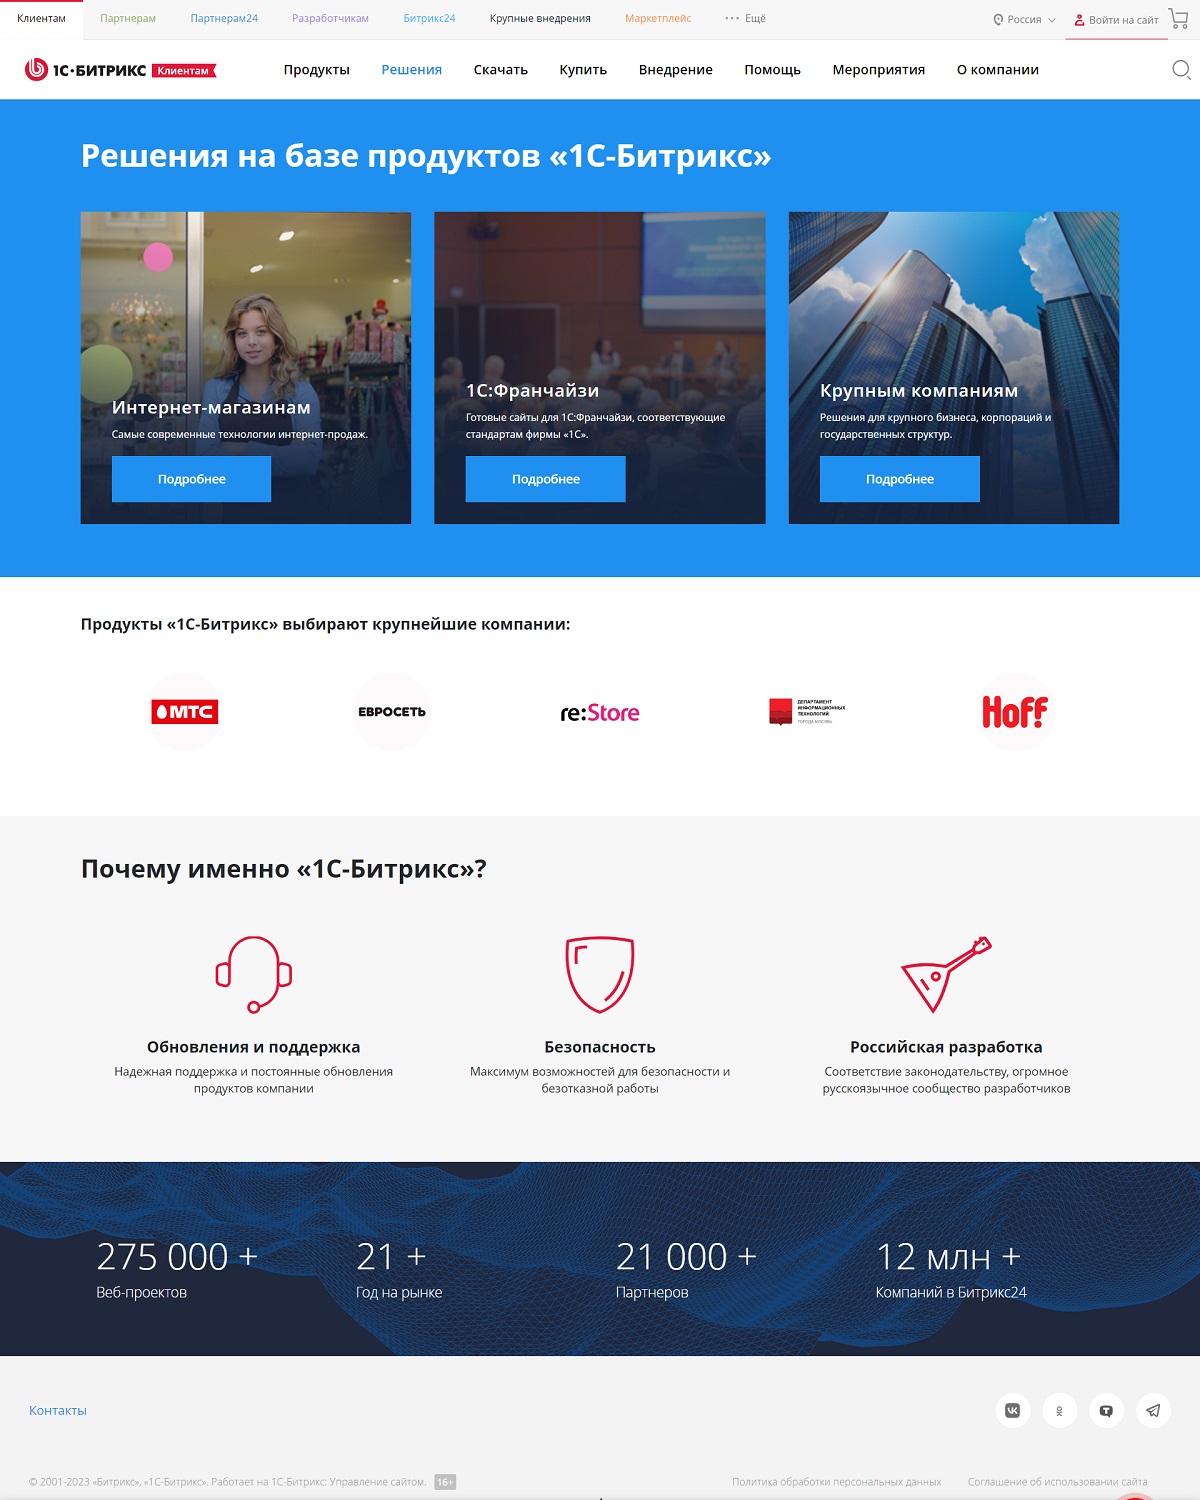 Клиентам Партнерам Партнерам24 Разработчикам Битрикс24 Крупные внедрения Маркетплейс ··· Ещё Россия Войти на сайт
1С·БИТРИКС Клиентам Продукты Решения Скачать Купить Внедрение Помощь Мероприятия О компании
Решения на базе продуктов «1С-Битрикс»
Интернет-магазинам
Самые современные технологии интернет-продаж.
Подробнее
1С:Франчайзи
Готовые сайты для 1С:Франчайзи, соответствующие
стандартам фирмы «1С».
Подробнее
Крупным компаниям
Решения для крупного бизнеса, корпораций и
государственных структур.
Подробнее
Продукты «1С-Битрикс» выбирают крупнейшие компании:
МТС
ЕВРОСЕТЬ
re:Store
ДЕПАРТАМЕНТ
ИНФОРМАЦИОННЫХ
ТЕХНОЛОГИЙ
ГОРОДА МОСКВЫ
Hoff
Почему именно «1С-Битрикс»?
Обновления и поддержка
Надежная поддержка и постоянные обновления
продуктов компании
Безопасность
Максимум возможностей для безопасности и
безотказной работы
Российская разработка
Соответствие законодательству, огромное
русскоязычное сообщество разработчиков
275 000 +
Веб-проектов
21 +
Год на рынке
21 000 +
Партнеров
12 млн +
Компаний в Битрикс24
Контакты
© 2001-2023 «Битрикс», «1С-Битрикс». Работает на 1С-Битрикс: Управление сайтом. 16+ Политика обработки персональных данных Соглашение об использовании сайта